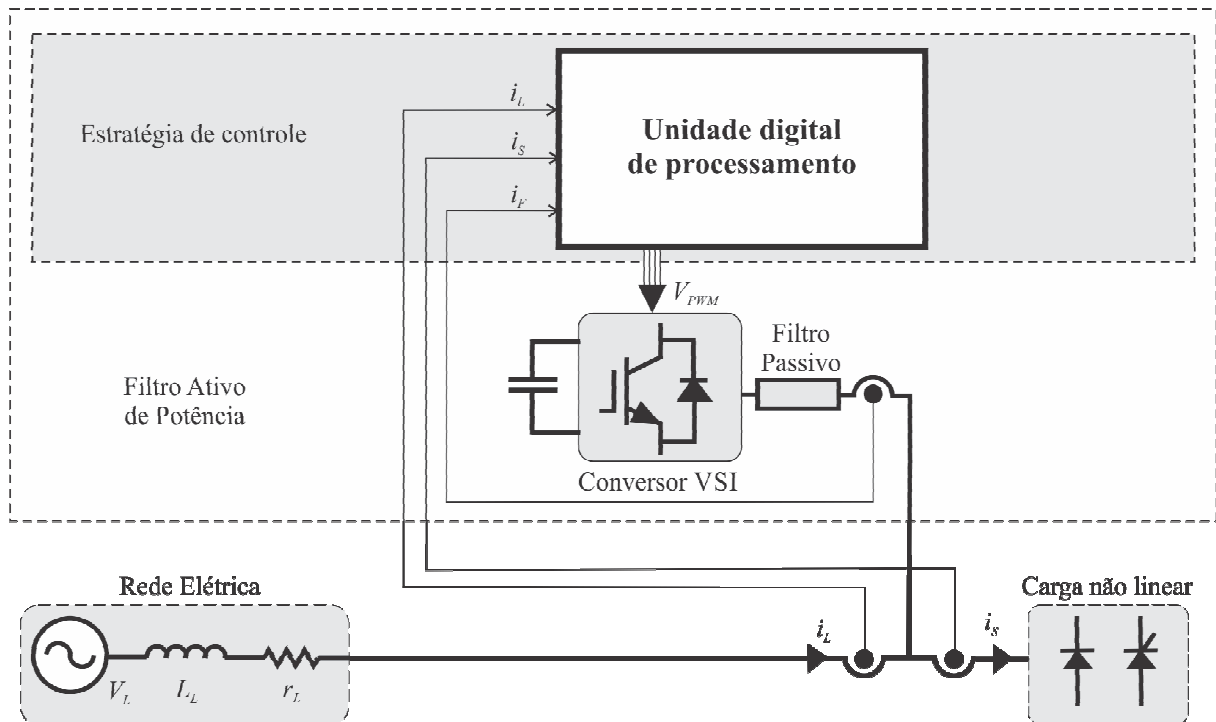 i_L
Estratégia de controle
i_S
i_F
Unidade digital
de processamento
V_PWM
Filtro
Passivo
Filtro Ativo
de Potência
Conversor VSI
Rede Elétrica
V_L
L_L
r_L
i_L
i_S
Carga não linear